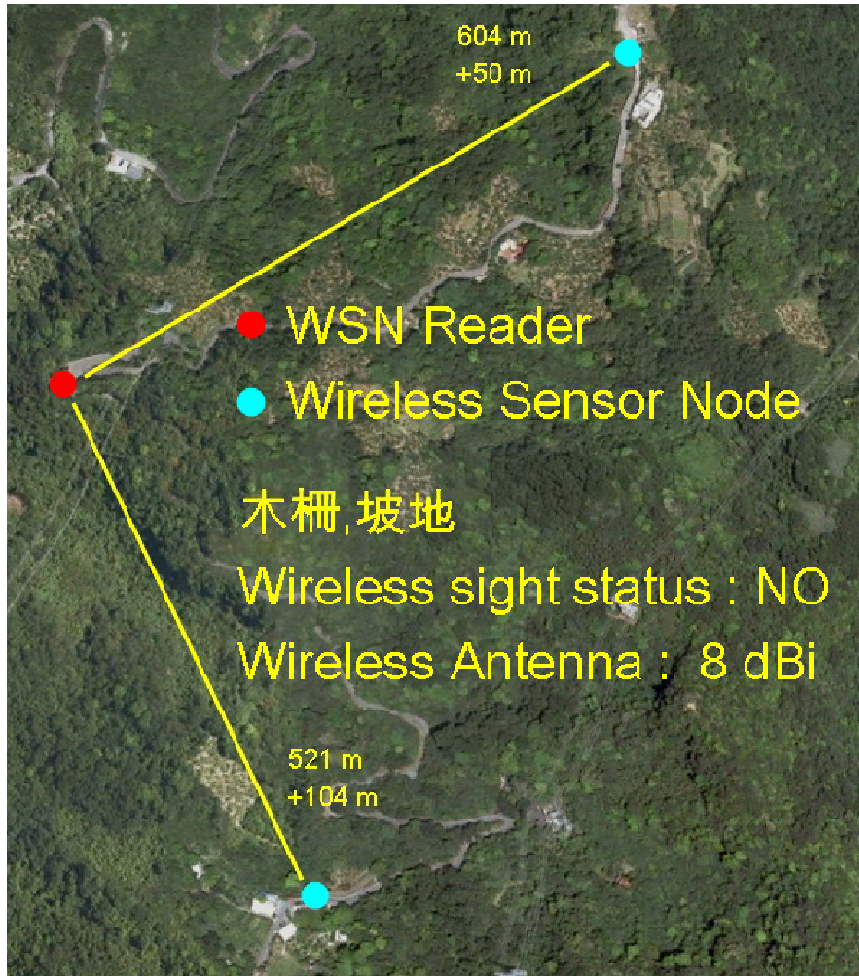 604 m
+50 m
WSN Reader
Wireless Sensor Node
木柵,坡地
Wireless sight status : NO
Wireless Antenna : 8 dBi
521 m
+104 m